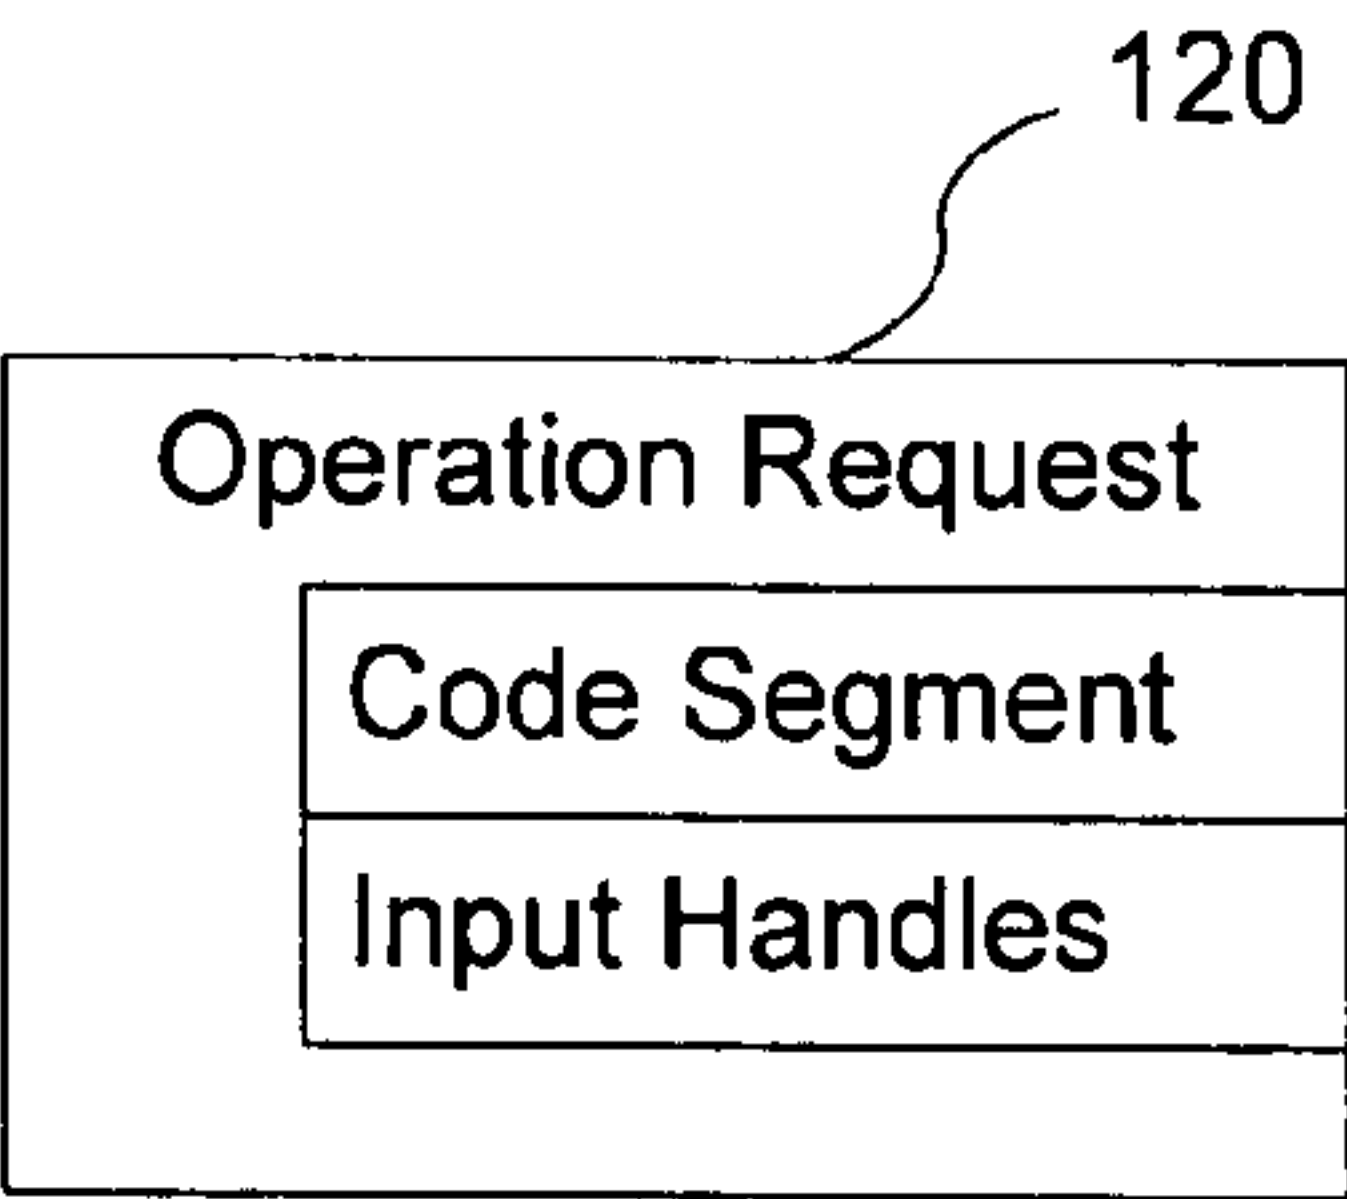 120
Operation Request
Code Segment
Input Handles